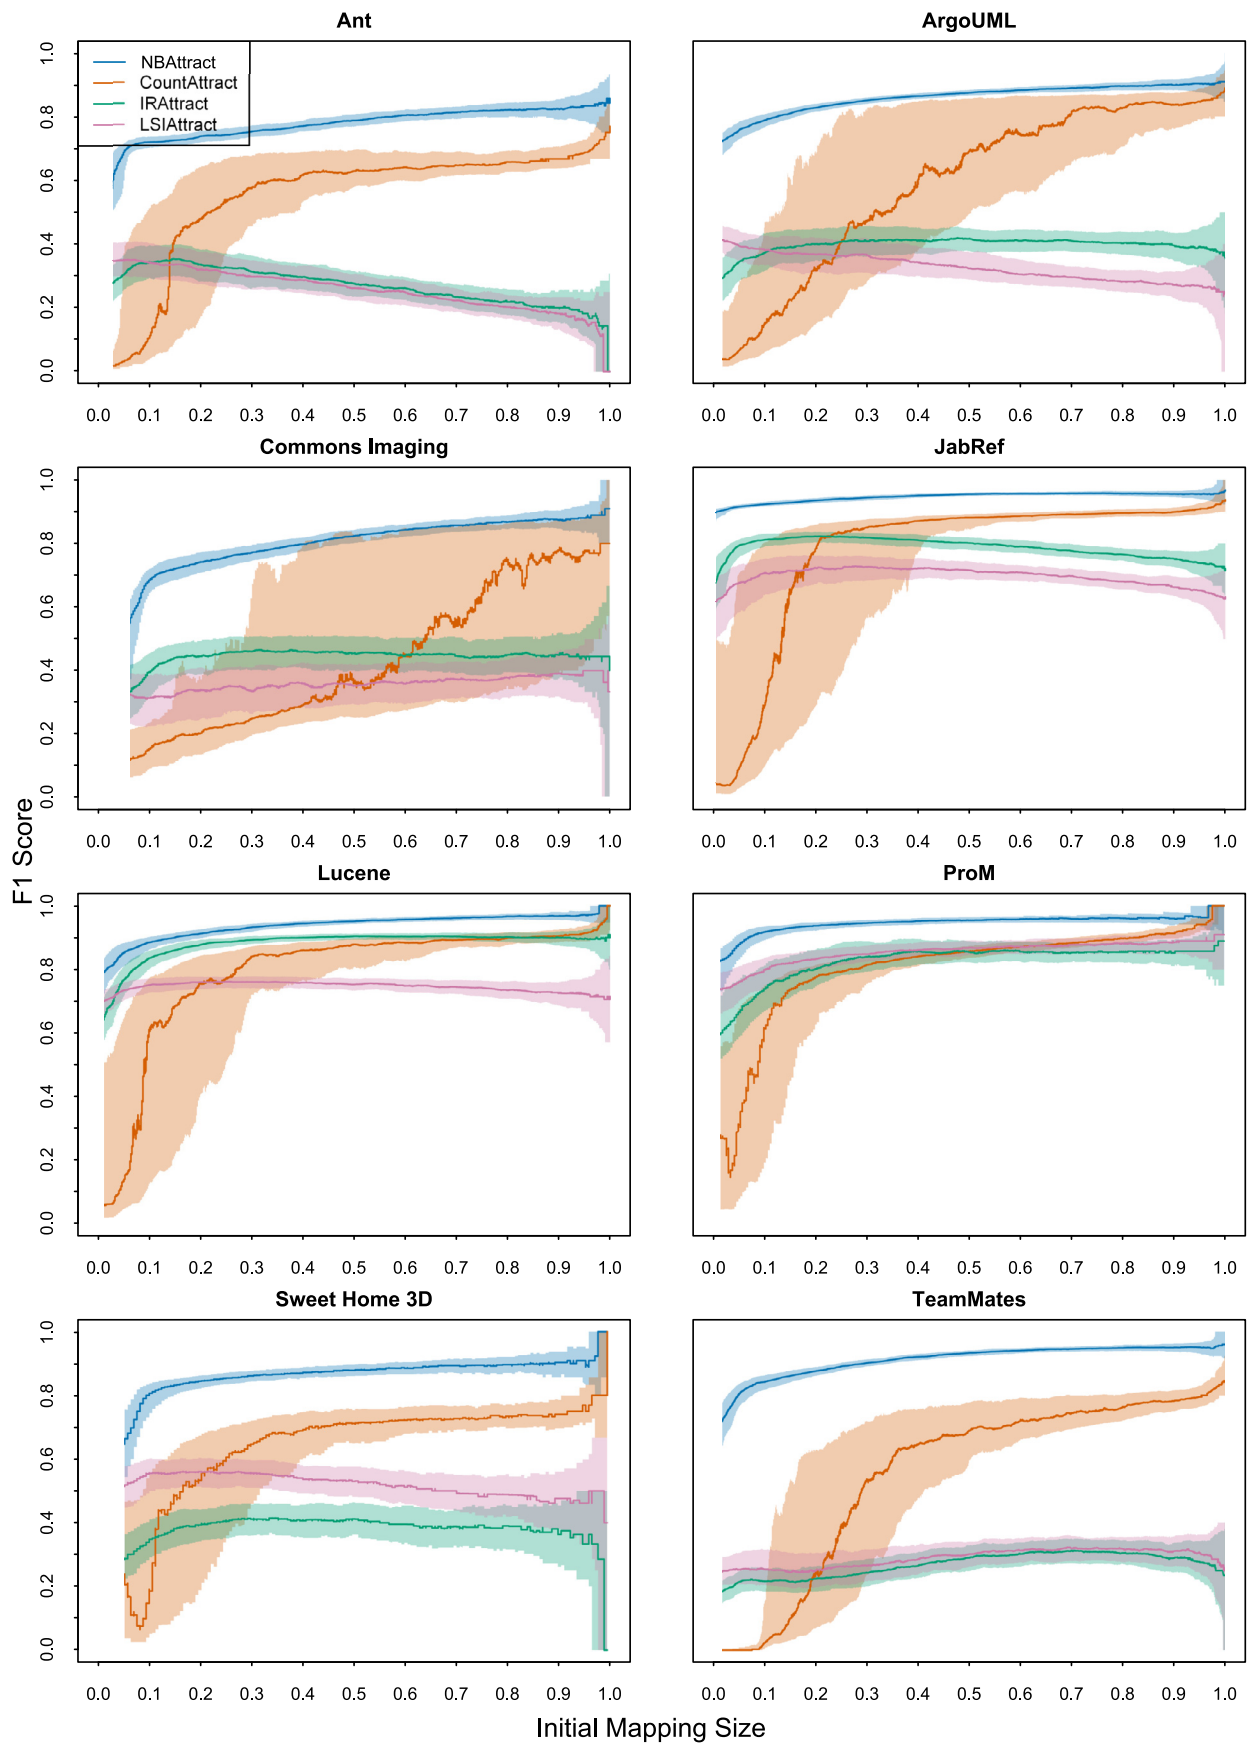 Ant
ArgoUML
NBAttract
CountAttract
IRAttract
LSIAttract
0.0 0.2 0.4 0.6 0.8 1.0
0.0 0.1 0.2 0.3 0.4 0.5 0.6 0.7 0.8 0.9 1.0
0.0 0.1 0.2 0.3 0.4 0.5 0.6 0.7 0.8 0.9 1.0
Commons Imaging
JabRef
0.0 0.2 0.4 0.6 0.8 1.0
0.0 0.1 0.2 0.3 0.4 0.5 0.6 0.7 0.8 0.9 1.0
0.0 0.1 0.2 0.3 0.4 0.5 0.6 0.7 0.8 0.9 1.0
F1 Score
Lucene
ProM
0.0 0.2 0.4 0.6 0.8 1.0
0.0 0.1 0.2 0.3 0.4 0.5 0.6 0.7 0.8 0.9 1.0
0.0 0.1 0.2 0.3 0.4 0.5 0.6 0.7 0.8 0.9 1.0
Sweet Home 3D
TeamMates
0.0 0.2 0.4 0.6 0.8 1.0
0.0 0.1 0.2 0.3 0.4 0.5 0.6 0.7 0.8 0.9 1.0
0.0 0.1 0.2 0.3 0.4 0.5 0.6 0.7 0.8 0.9 1.0
Initial Mapping Size